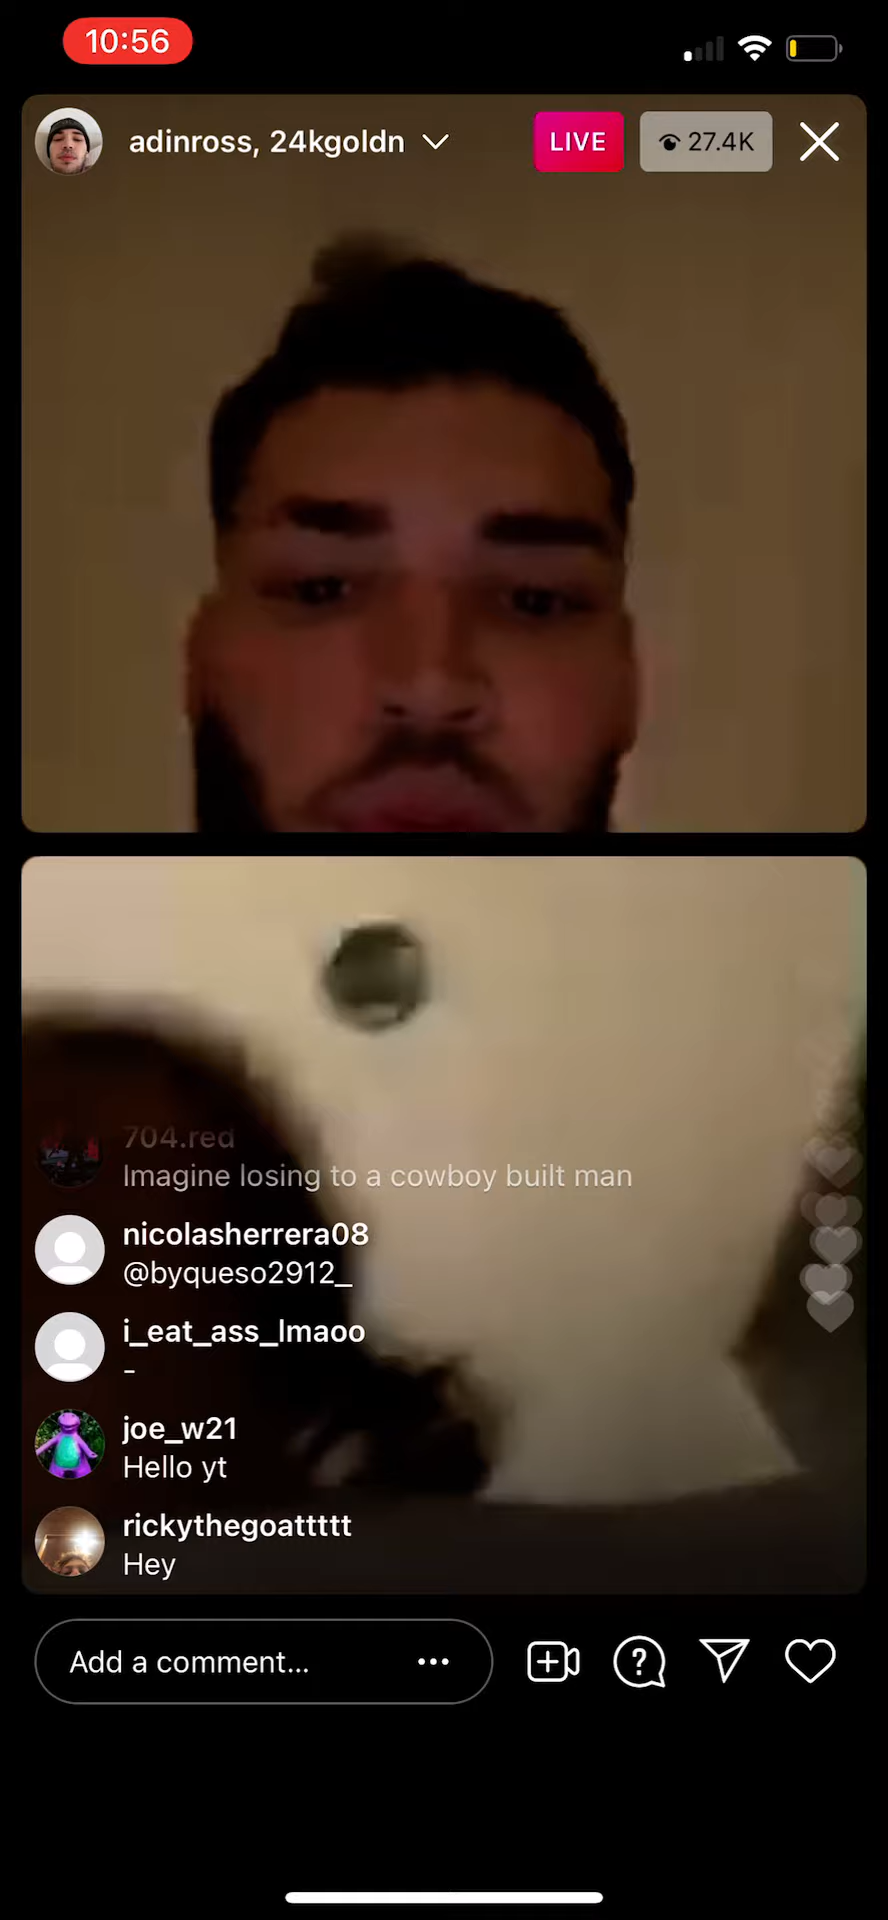 10:56
adinross, 24kgoldn
LIVE
27.4K
704.red
Imagine losing to a cowboy built man
nicolasherrera08
@byqueso2912_
i_eat_ass_lmaoo
-
joe_w21
Hello yt
rickythegoattttt
Hey
Add a comment...